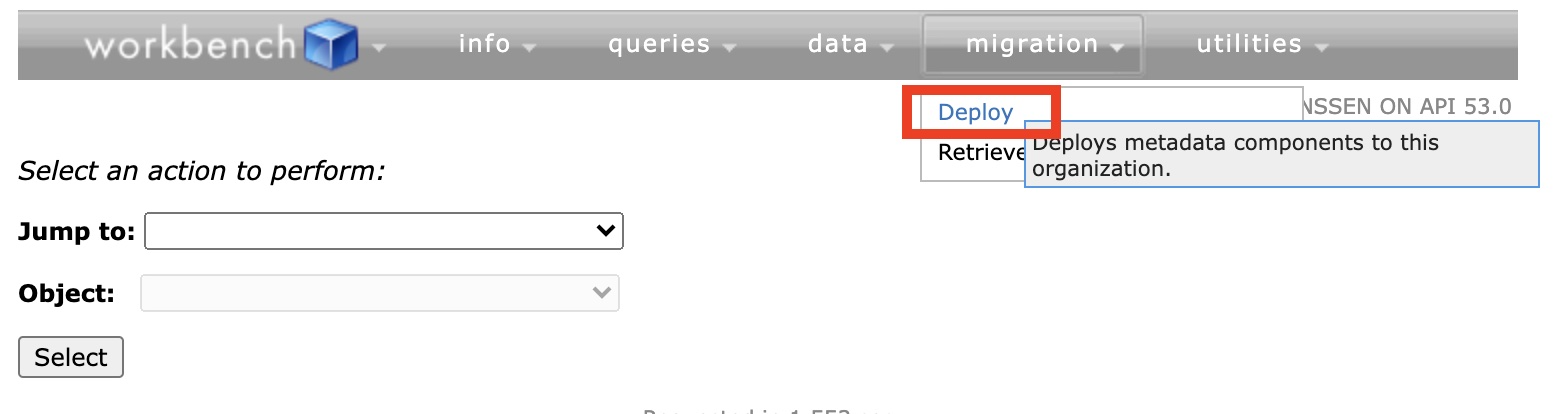 workbench info queries data migration utilities
Deploy
NSSEN ON API 53.0
Retrieve
Deploys metadata components to this
organization.
Select an action to perform:
Jump to:
Object:
Select